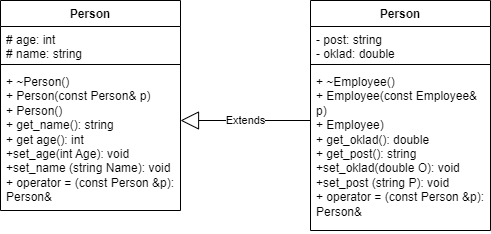 Person
# age: int
# name: string
+ ~Person()
+ Person(const Person& p)
+ Person()
+ get_name(): string
+ get age(): int
+set_age(int Age): void
+set_name (string Name): void
+ operator = (const Person &p):
Person&
Extends
Person
- post: string
- oklad: double
+ ~Employee()
+ Employee(const Employee&
p)
+ Employee)
+ get_oklad(): double
+ get_post(): string
+set_oklad(double O): void
+set_post (string P): void
+ operator = (const Person &p):
Person&